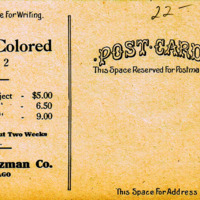 e For Writing.
22-
Colored
2
POST CARD
This Space Reserved For Postma
ject - $5.00
" - 6.50
" - 9.00
ut Two Weeks
zman Co.
AGO
This Space For Address